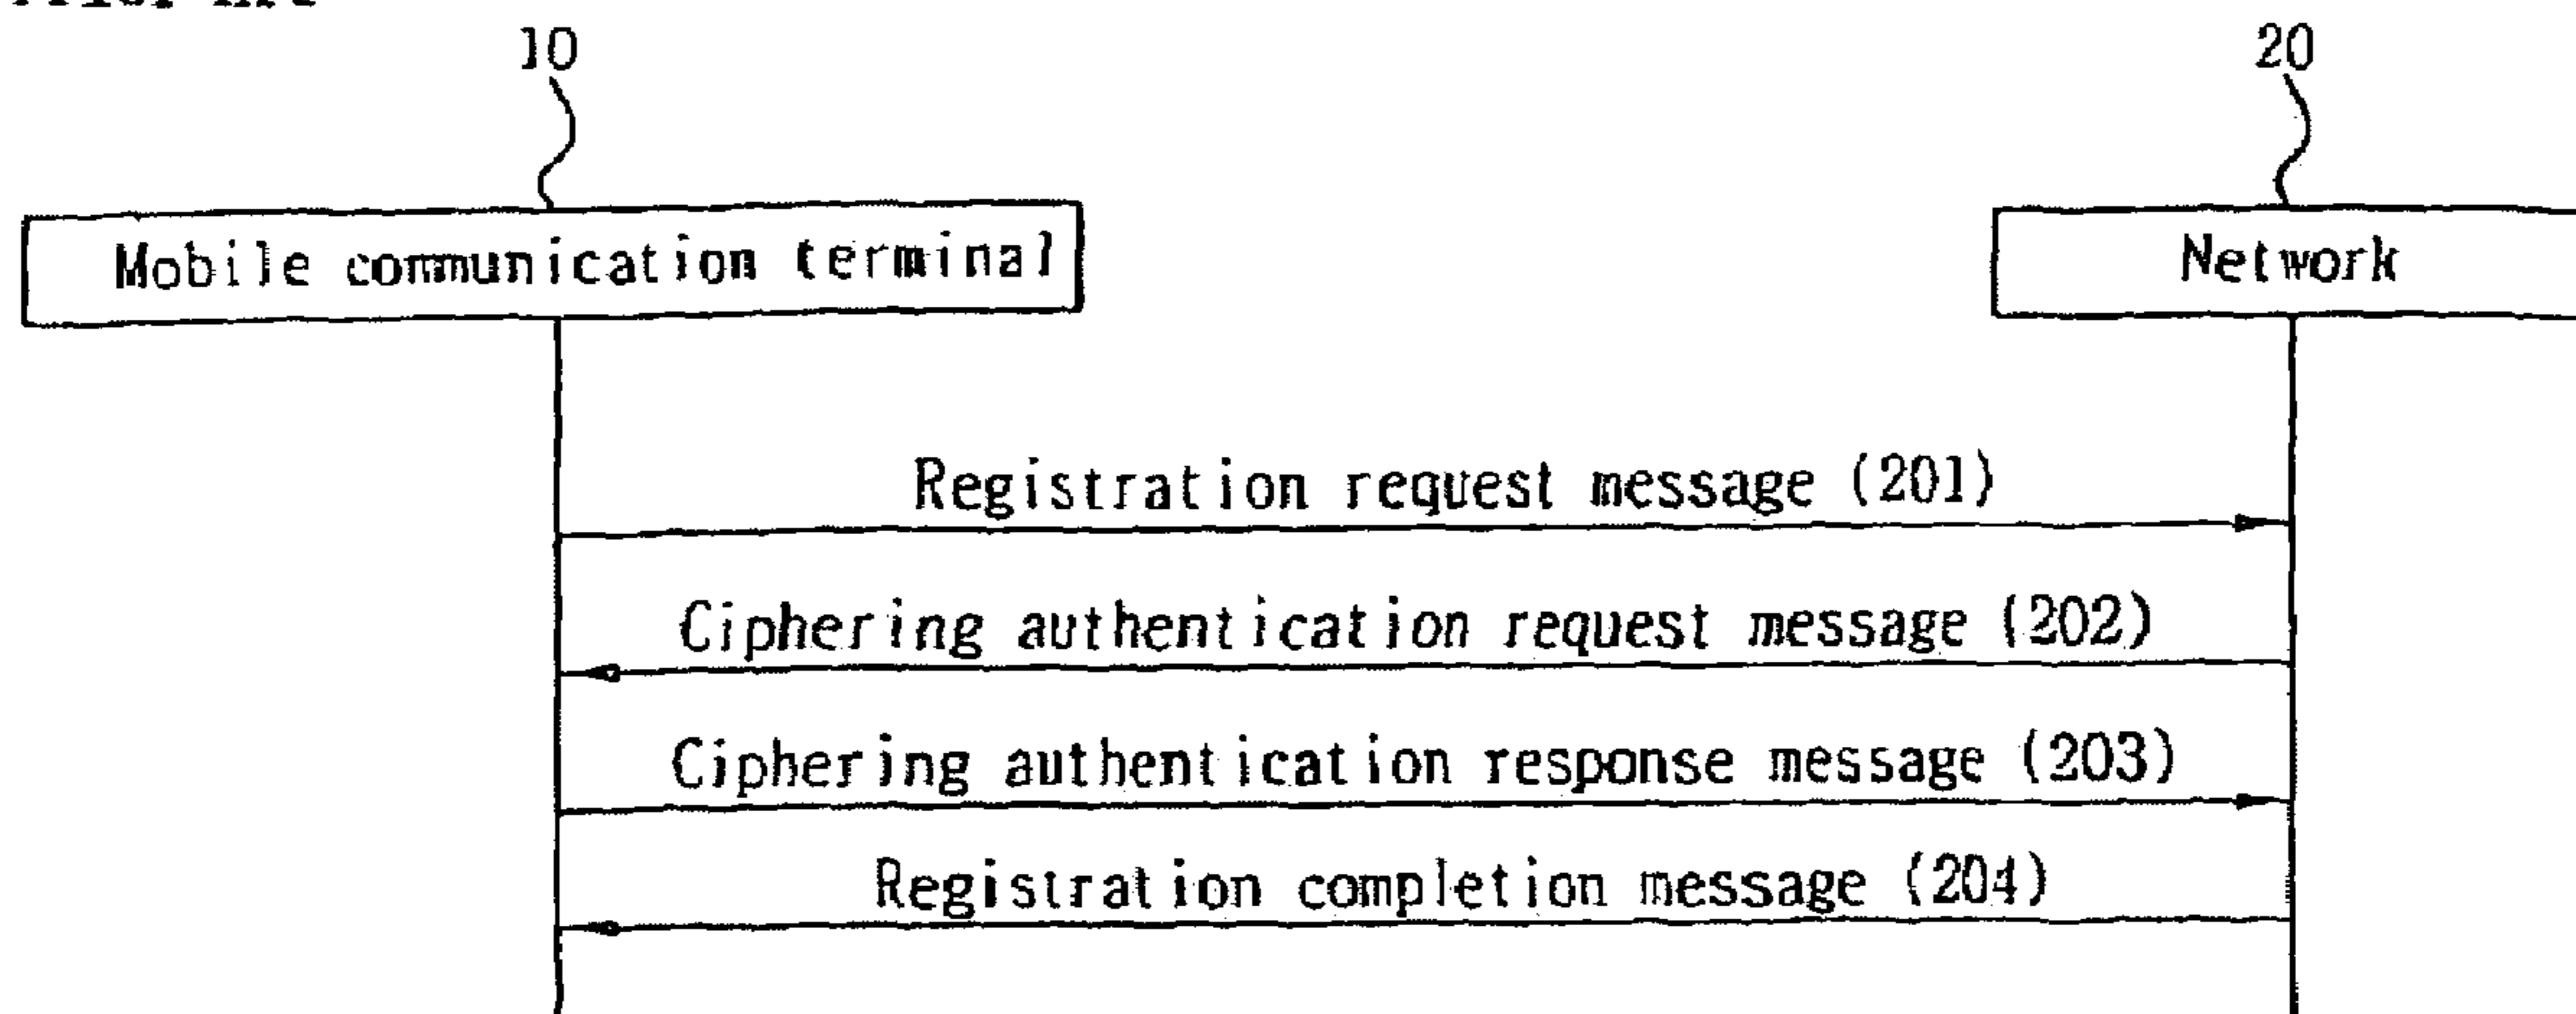 10
20
Mobile communication terminal
Network
Registration request message (201)
Ciphering authentication request message (202)
Ciphering authentication response message (203)
Registration completion message (204)